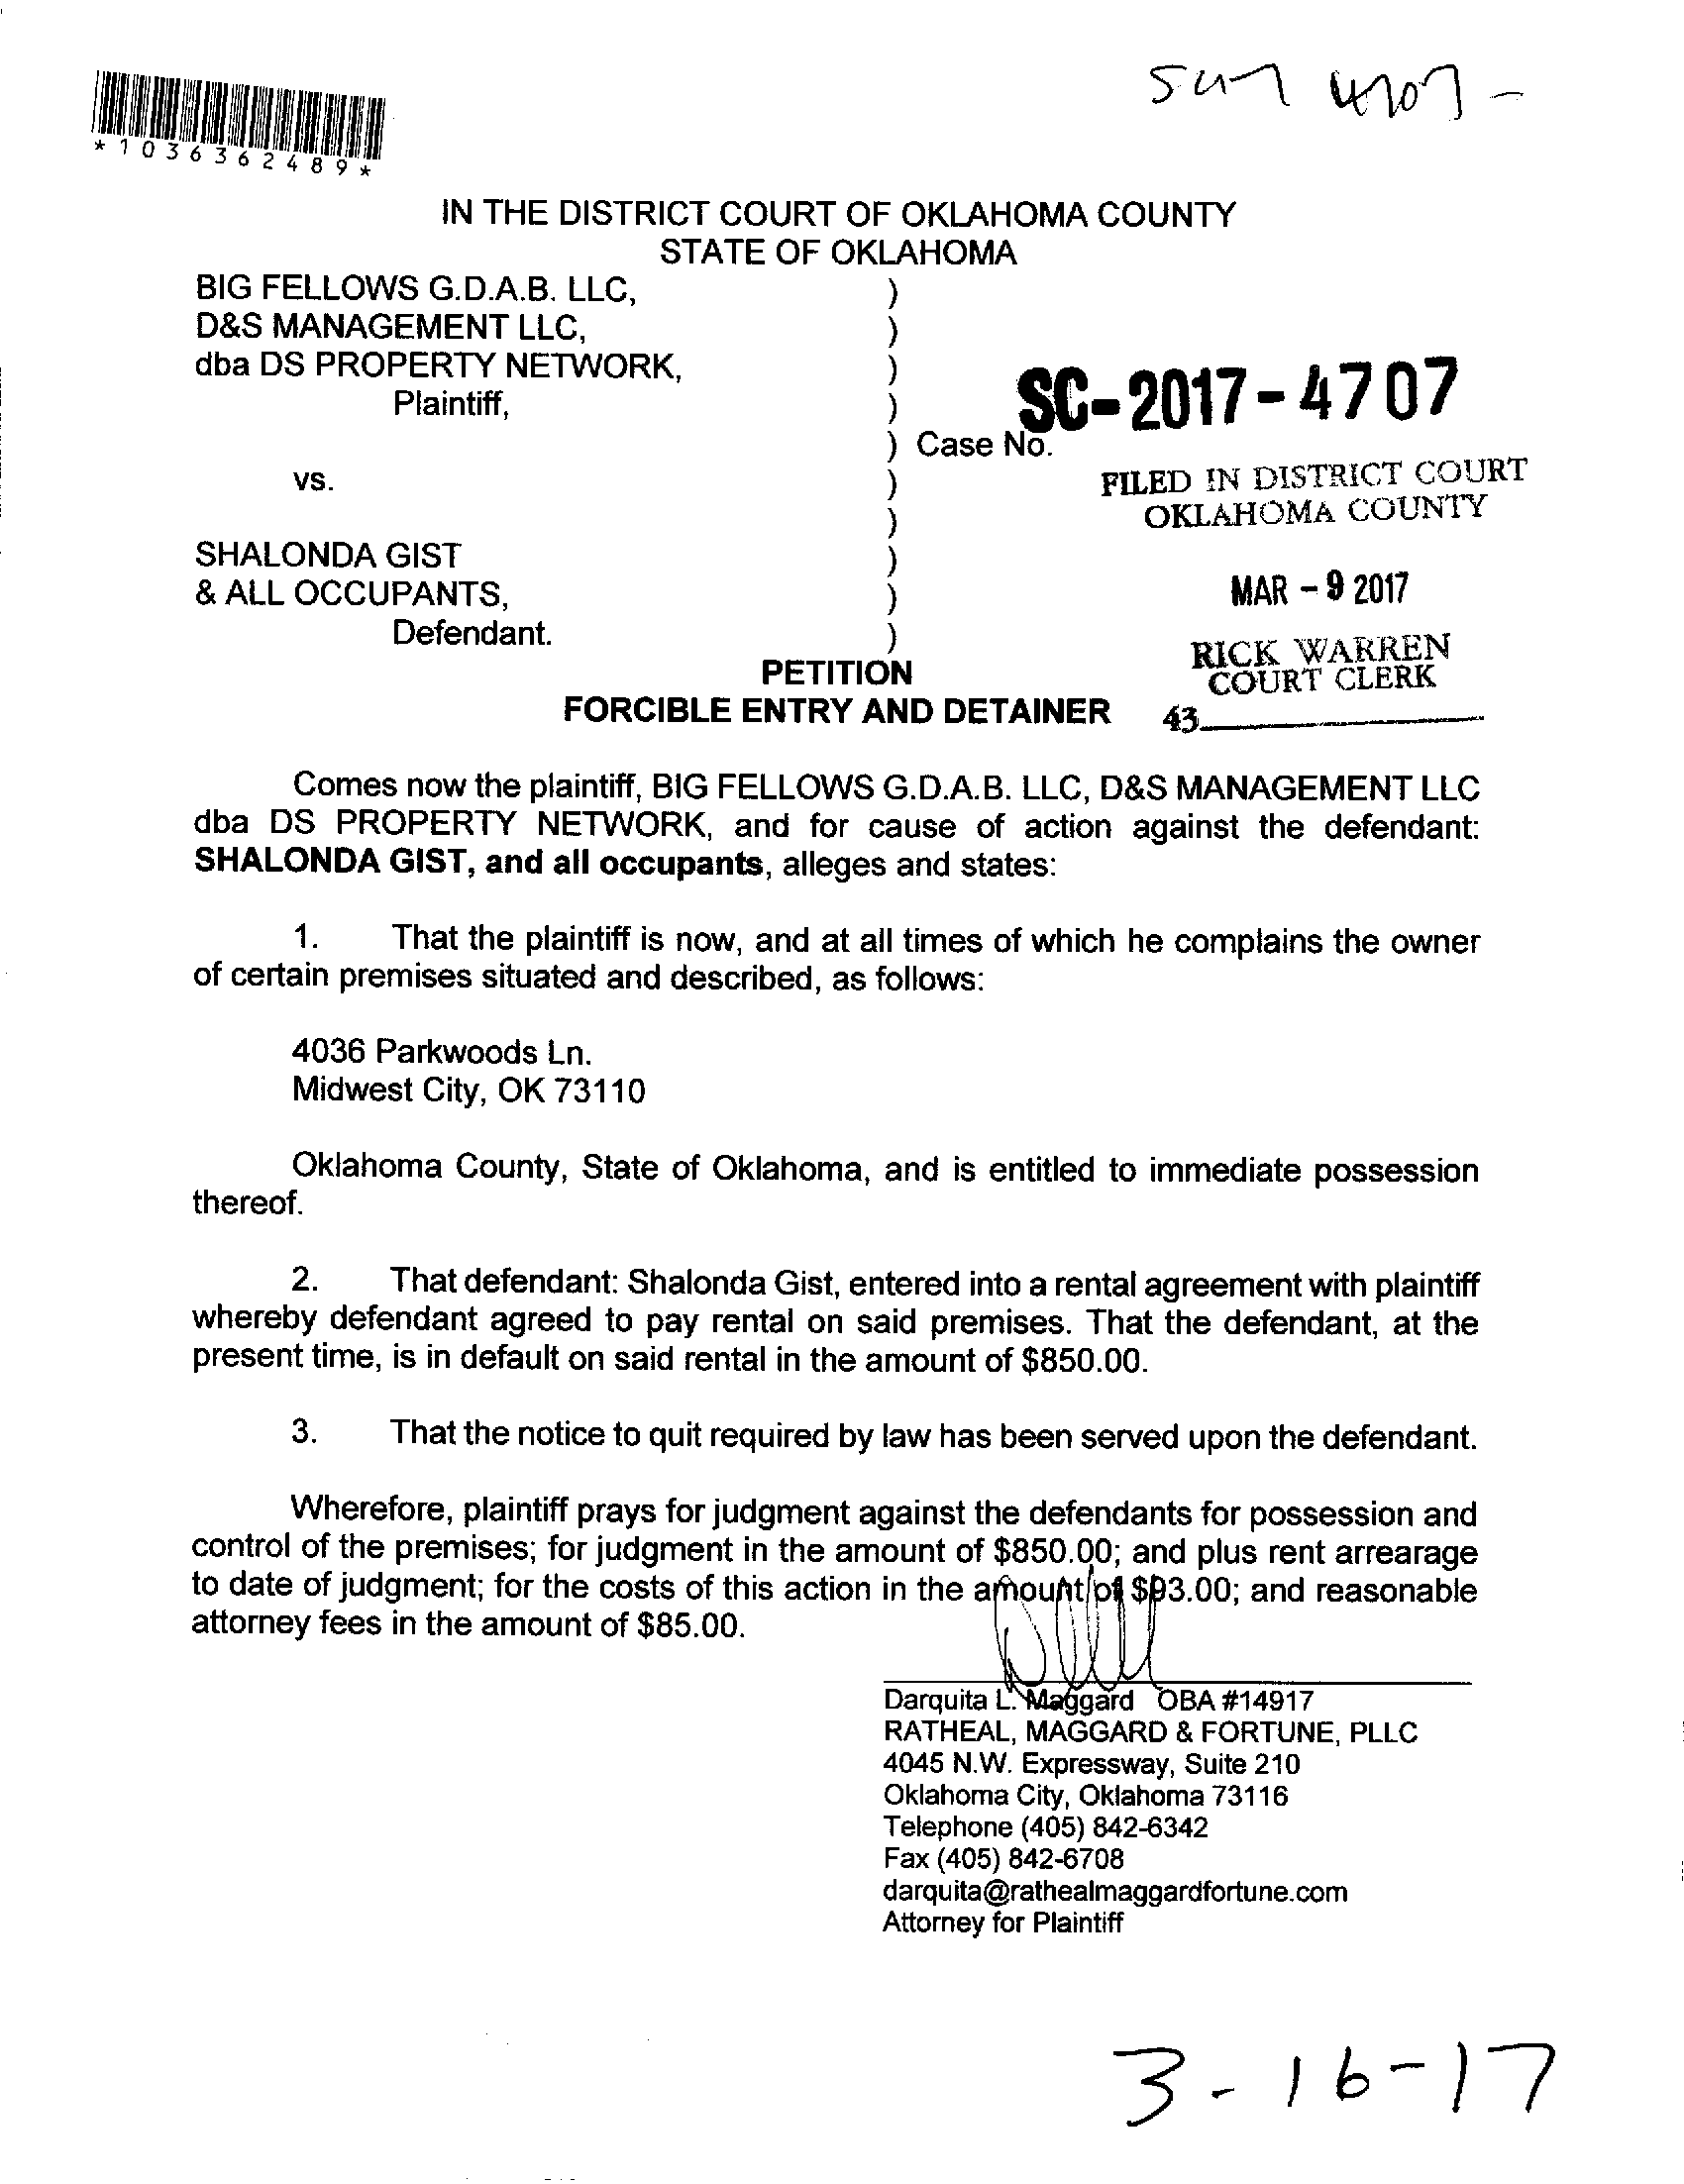 *1036362489*
IN THE DISTRICT COURT OF OKLAHOMA COUNTY
STATE OF OKLAHOMA
BIG FELLOWS G.D.A.B. LLC, )
D&S MANAGEMENT LLC, )
dba DS PROPERTY NETWORK, )
Plaintiff, )
SC-2017-4707
) Case No.
vs. )
FILED IN DISTRICT COURT
OKLAHOMA COUNTY
)
SHALONDA GIST )
& ALL OCCUPANTS, )
MAR - 9 2017
Defendant. )
RICK WARREN
COURT CLERK
43
PETITION
FORCIBLE ENTRY AND DETAINER
Comes now the plaintiff, BIG FELLOWS G.D.A.B. LLC, D&S MANAGEMENT LLC
dba DS PROPERTY NETWORK, and for cause of action against the defendant:
SHALONDA GIST, and all occupants, alleges and states:
1. That the plaintiff is now, and at all times of which he complains the owner
of certain premises situated and described, as follows:
4036 Parkwoods Ln.
Midwest City, OK 73110
Oklahoma County, State of Oklahoma, and is entitled to immediate possession
thereof.
2. That defendant: Shalonda Gist, entered into a rental agreement with plaintiff
whereby defendant agreed to pay rental on said premises. That the defendant, at the
present time, is in default on said rental in the amount of $850.00.
3. That the notice to quit required by law has been served upon the defendant.
Wherefore, plaintiff prays for judgment against the defendants for possession and
control of the premises; for judgment in the amount of $850.00; and plus rent arrearage
to date of judgment; for the costs of this action in the amount of $93.00; and reasonable
attorney fees in the amount of $85.00.
Darquita L. Maggard OBA #14917
RATHEAL, MAGGARD & FORTUNE, PLLC
4045 N.W. Expressway, Suite 210
Oklahoma City, Oklahoma 73116
Telephone (405) 842-6342
Fax (405) 842-6708
darquita@rathealmaggardfortune.com
Attorney for Plaintiff
3-16-17